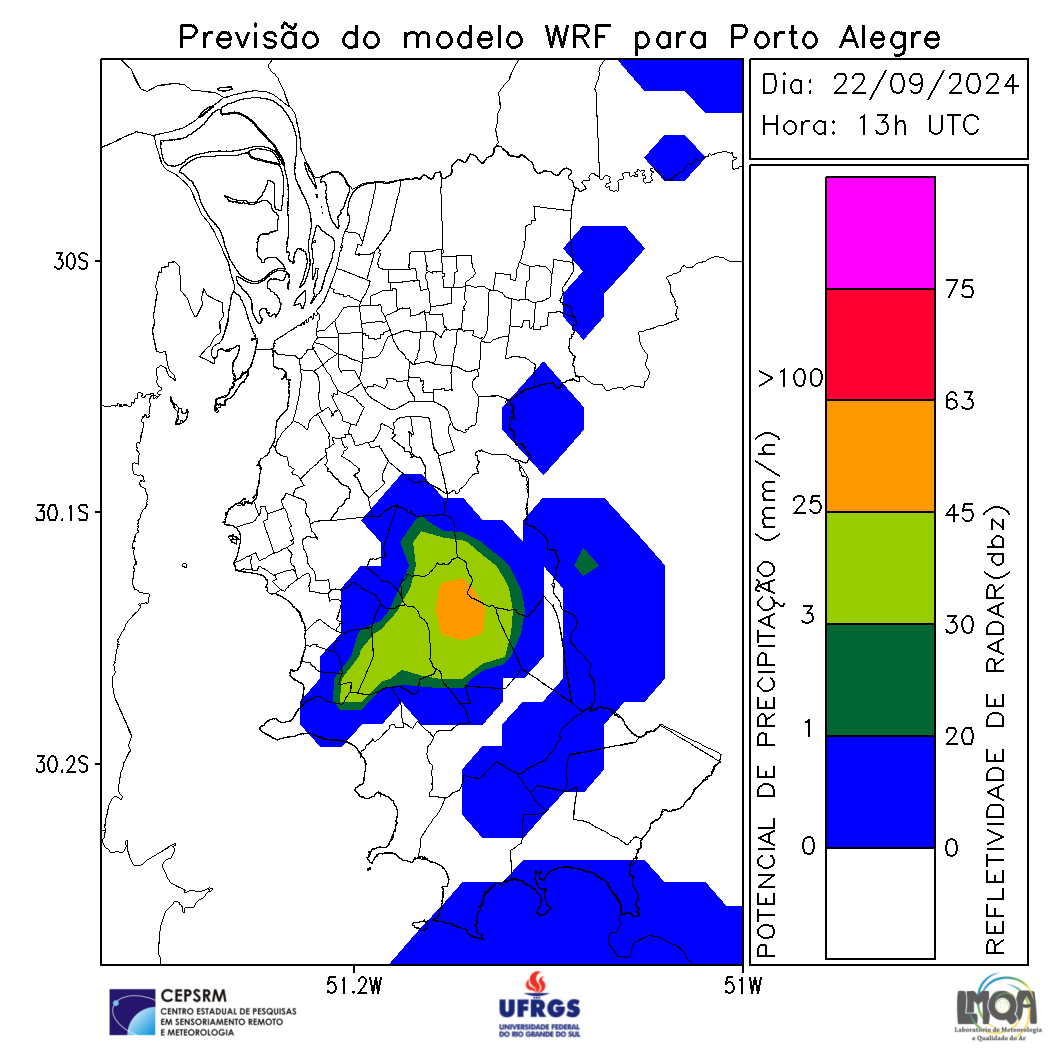 Previsão do modelo WRF para Porto Alegre
Dia: 22/09/2024
Hora: 13h UTC
30S
30.1S
30.2S
51.2W
51W
POTENCIAL DE PRECIPITAÇÃO (mm/h)
>100
25
3
1
0
75
63
45
30
20
0
REFLETIVIDADE DE RADAR(dbz)
CEPSRM
CENTRO ESTADUAL DE PESQUISAS
EM SENSORIAMENTO REMOTO
E METEOROLOGIA
UFRGS
UNIVERSIDADE FEDERAL
DO RIO GRANDE DO SUL
LMQA
Laboratório de Meteorologia
e Qualidade do Ar